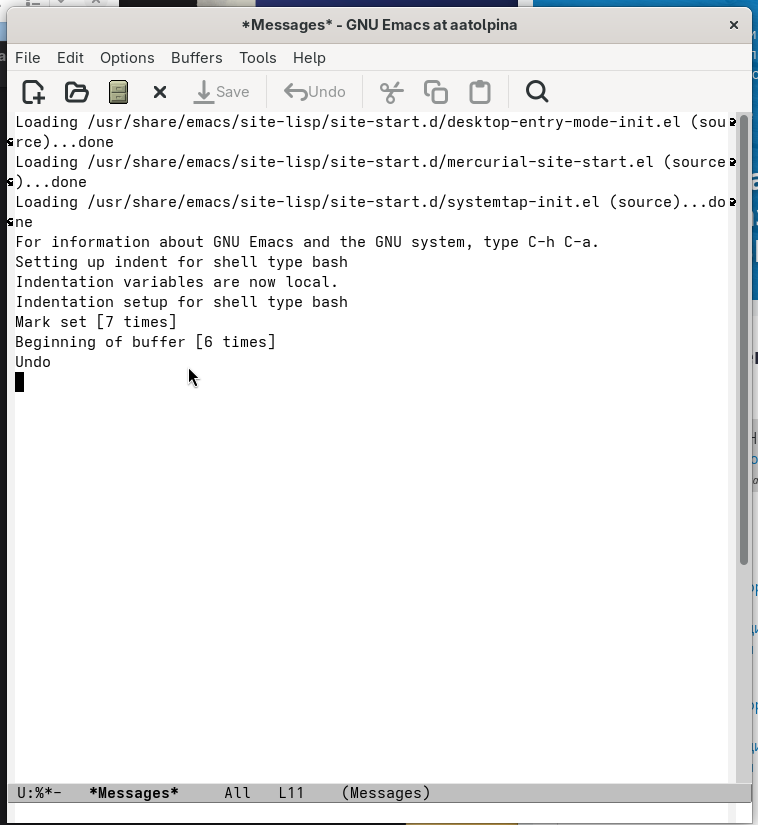 *Messages* - GNU Emacs at aatolpina
File Edit Options Buffers Tools Help
Save Undo
Loading /usr/share/emacs/site-lisp/site-start.d/desktop-entry-mode-init.el (sou
rce)...done
Loading /usr/share/emacs/site-lisp/site-start.d/mercurial-site-start.el (source
)...done
Loading /usr/share/emacs/site-lisp/site-start.d/systemtap-init.el (source)...do
ne
For information about GNU Emacs and the GNU system, type C-h C-a.
Setting up indent for shell type bash
Indentation variables are now local.
Indentation setup for shell type bash
Mark set [7 times]
Beginning of buffer [6 times]
Undo
U:%*- *Messages* All L11 (Messages)